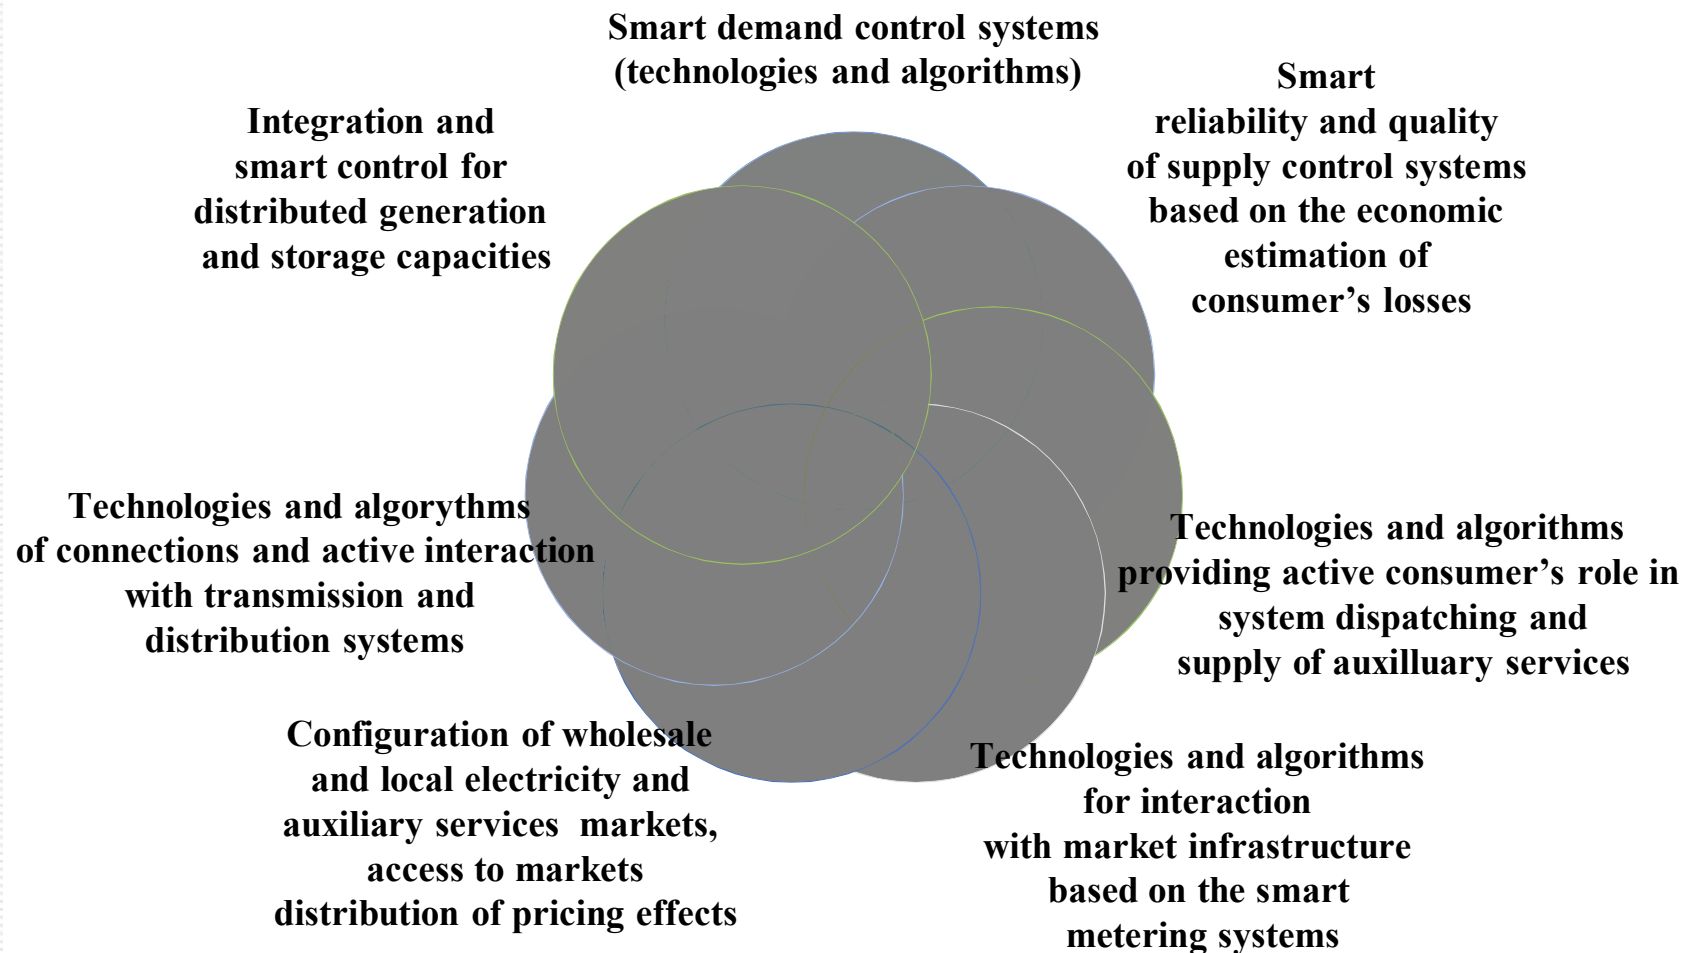 Smart demand control systems
(technologies and algorithms)
Smart
reliability and quality
of supply control systems
based on the economic
estimation of
consumer’s losses
Technologies and algorithms
providing active consumer’s role in
system dispatching and
supply of auxilluary services
Technologies and algorithms
for interaction
with market infrastructure
based on the smart
metering systems
Configuration of wholesale
and local electricity and
auxiliary services markets,
access to markets
distribution of pricing effects
Technologies and algorythms
of connections and active interaction
with transmission and
distribution systems
Integration and
smart control for
distributed generation
and storage capacities